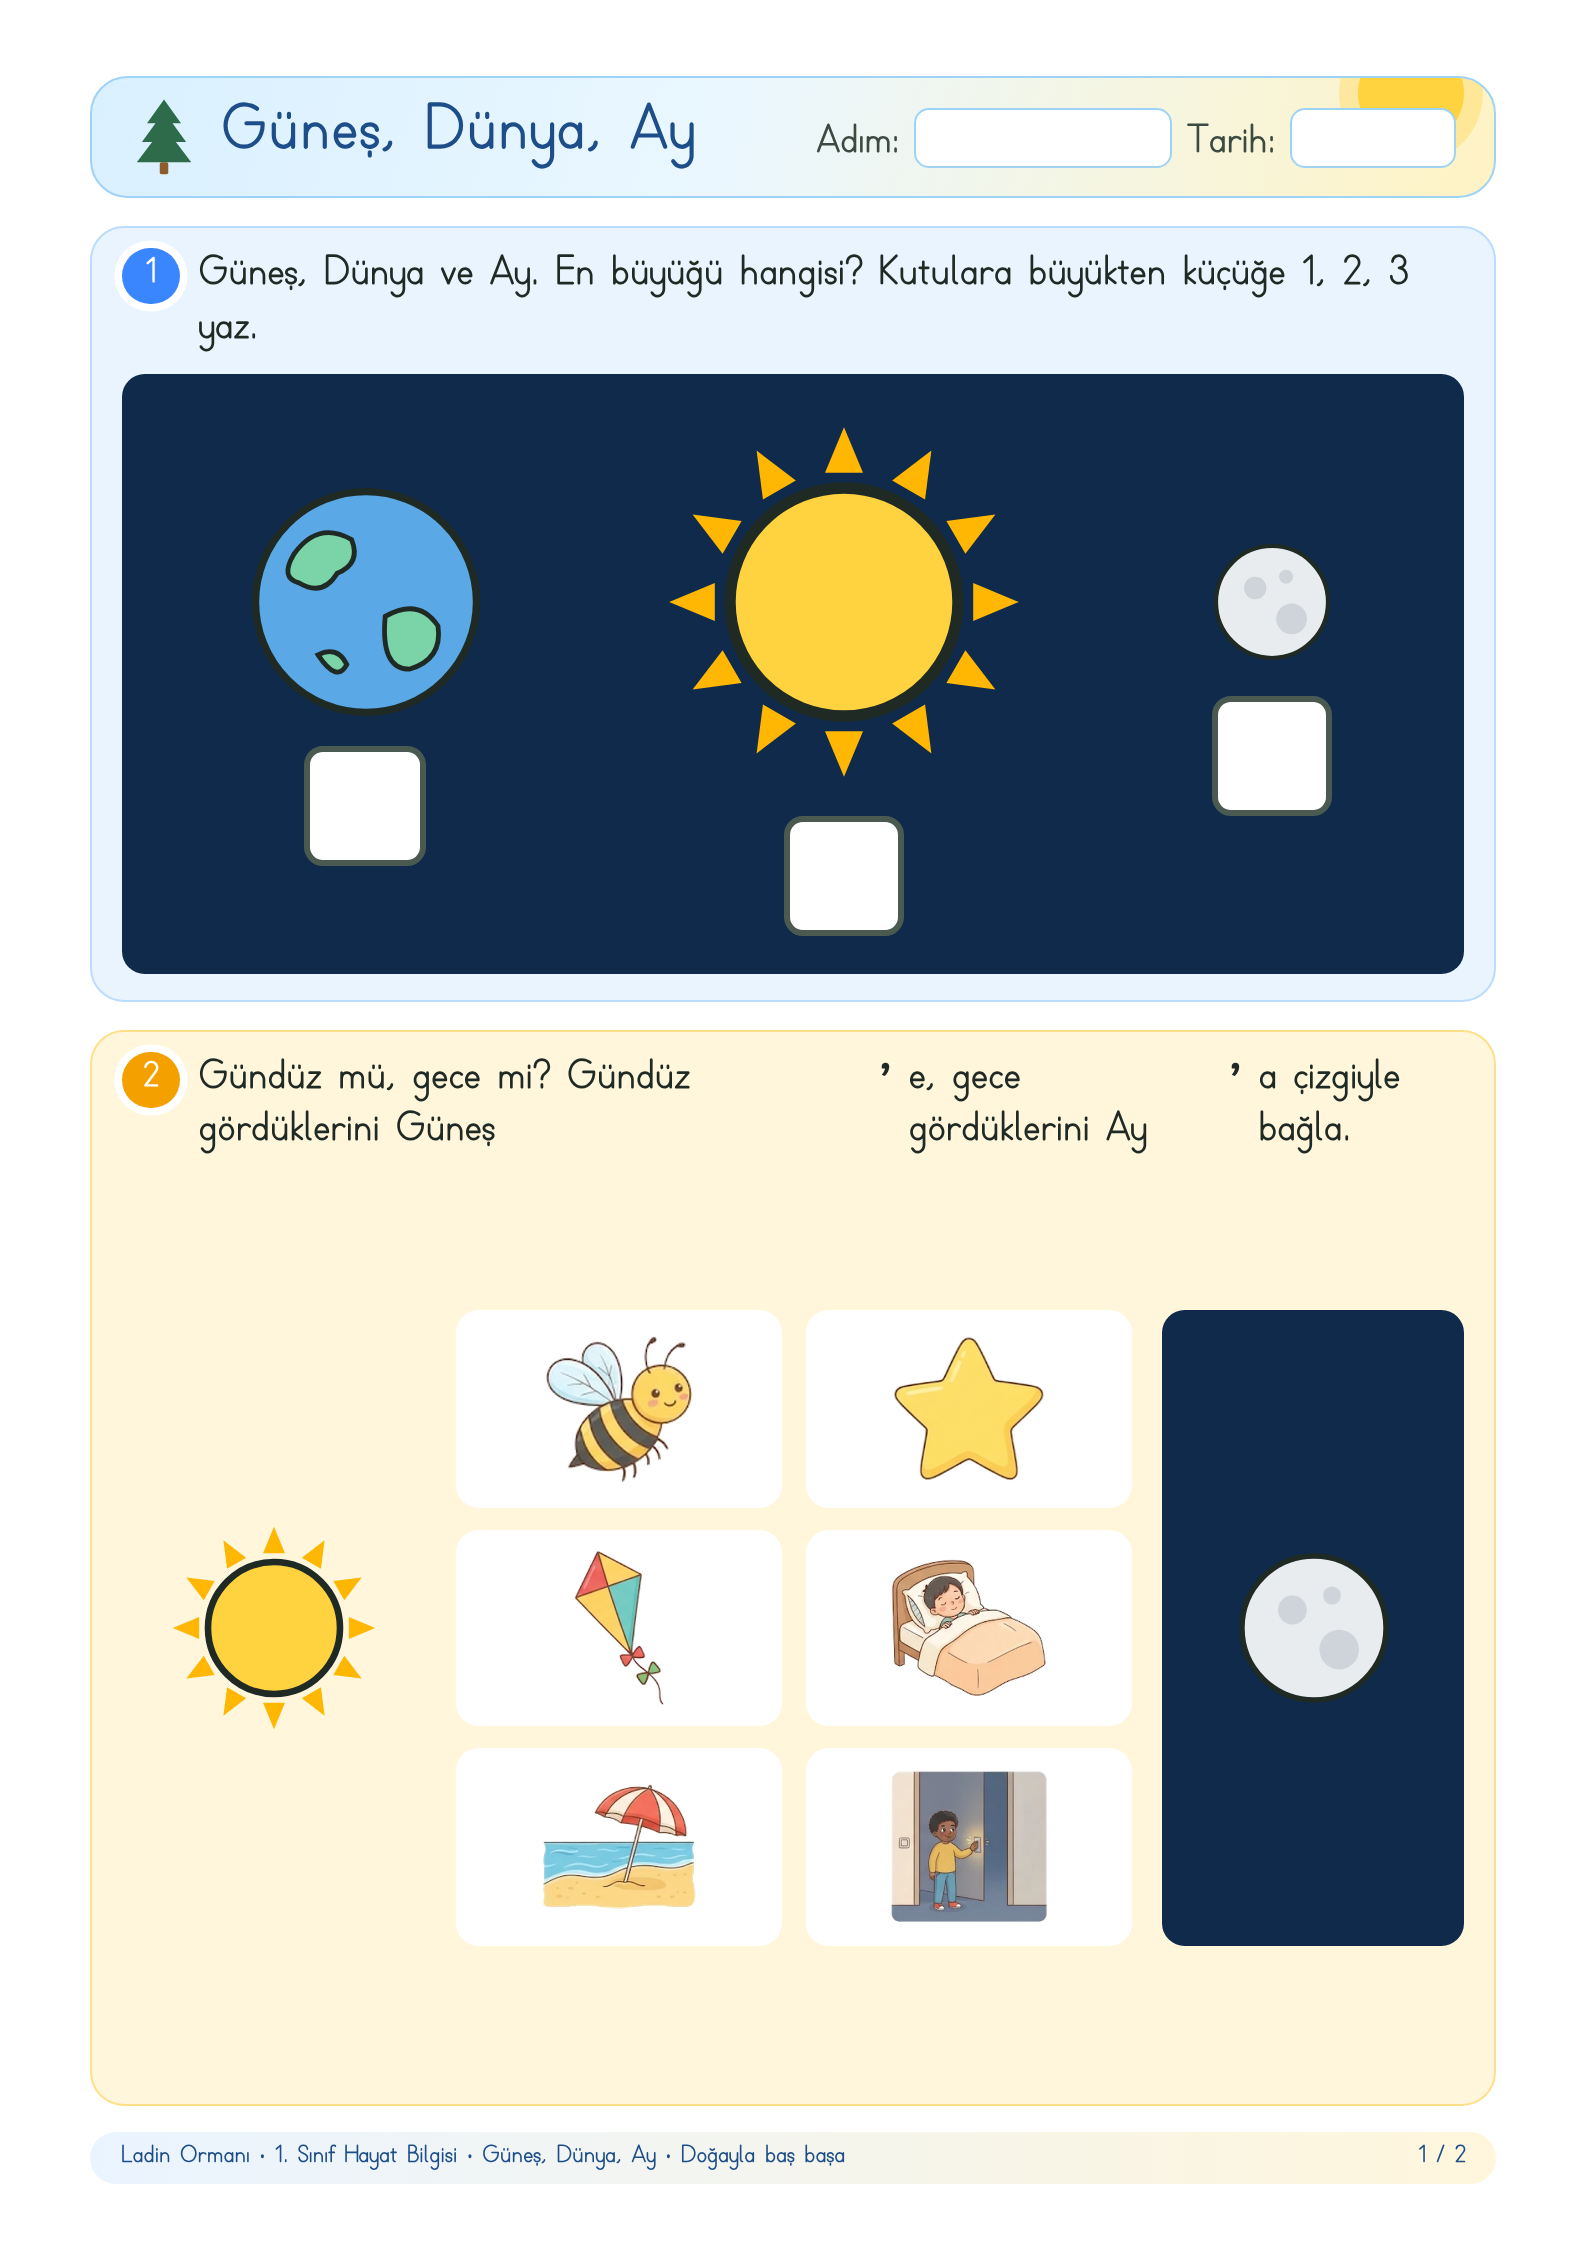 Güneş, Dünya, Ay
Adım:
Tarih:
1
Güneş, Dünya ve Ay. En büyüğü hangisi? Kutulara büyükten küçüğe 1, 2, 3
yaz.
2
Gündüz mü, gece mi? Gündüz
gördüklerini Güneş
’
e, gece
gördüklerini Ay
’
a çizgiyle
bağla.
Ladin Ormanı • 1. Sınıf Hayat Bilgisi • Güneş, Dünya, Ay • Doğayla baş başa
1 / 2